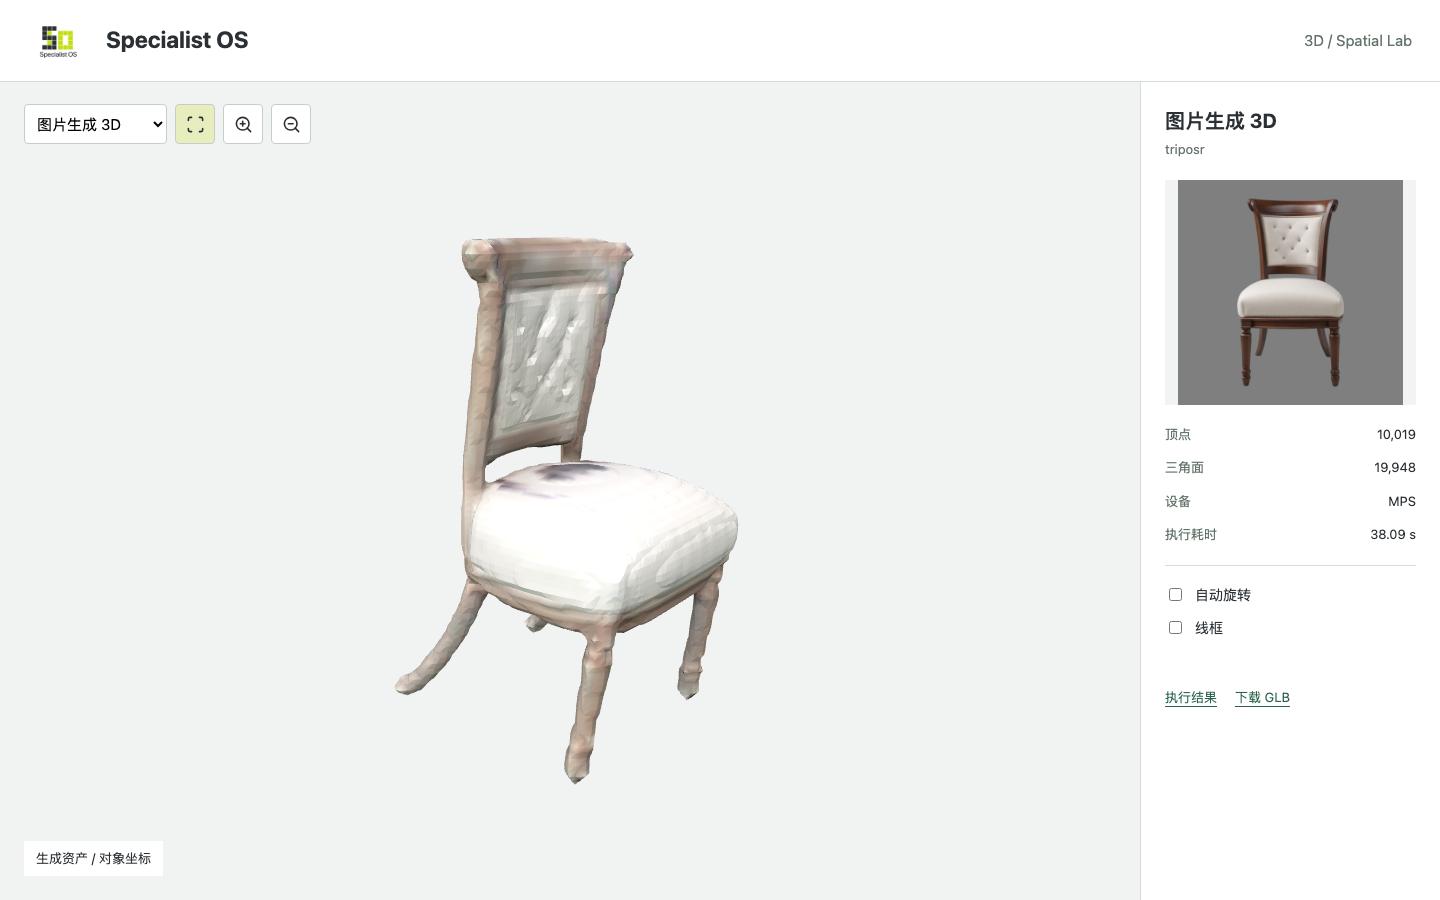 Specialist OS
Specialist OS
3D / Spatial Lab
图片生成 3D
图片生成 3D
triposr
顶点 10,019
三角面 19,948
设备 MPS
执行耗时 38.09 s
自动旋转
线框
执行结果 下载 GLB
生成资产 / 对象坐标